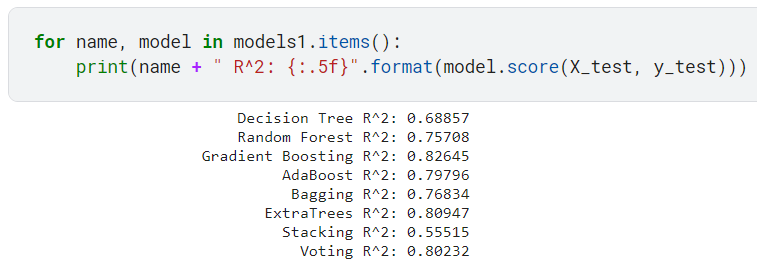 for name, model in models1.items():
    print(name + " R^2: {:.5f}".format(model.score(X_test, y_test)))
Decision Tree R^2: 0.68857
Random Forest R^2: 0.75708
Gradient Boosting R^2: 0.82645
AdaBoost R^2: 0.79796
Bagging R^2: 0.76834
ExtraTrees R^2: 0.80947
Stacking R^2: 0.55515
Voting R^2: 0.80232